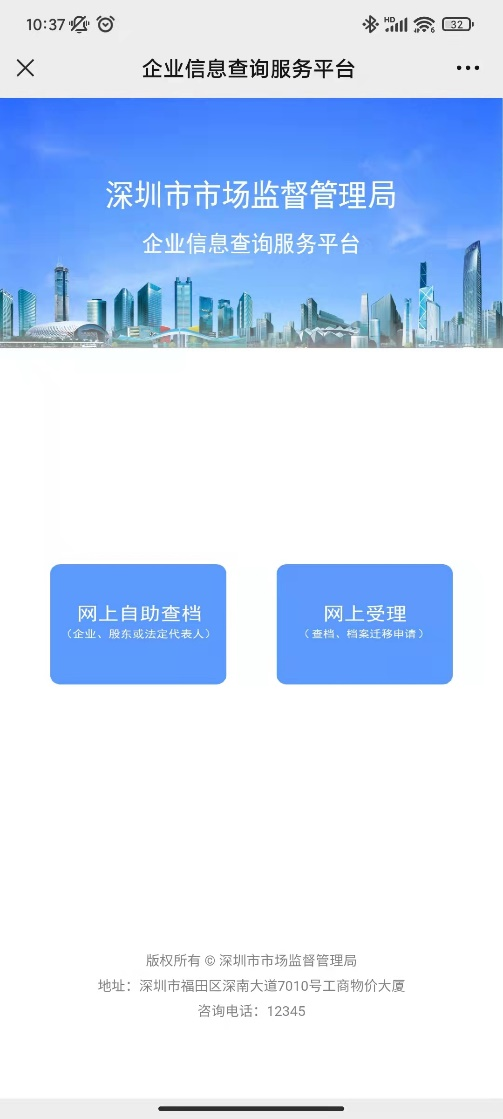 10:37
HD
6
32
企业信息查询服务平台
深圳市市场监督管理局
企业信息查询服务平台
网上自助查档
（企业、股东或法定代表人）
网上受理
（查档、档案迁移申请）
版权所有 © 深圳市市场监督管理局
地址：深圳市福田区深南大道7010号工商物价大厦
咨询电话：12345